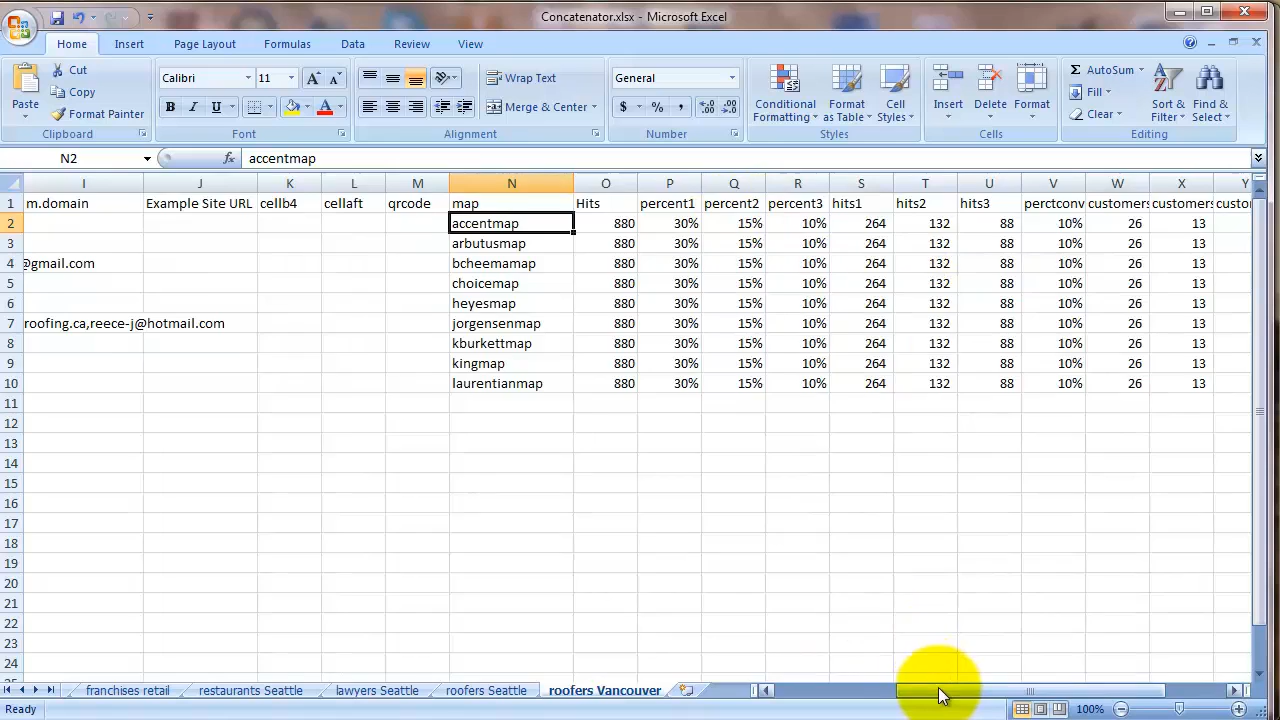 Concatenator.xlsx - Microsoft Excel
Home Insert Page Layout Formulas Data Review View
Paste Cut Copy Format Painter Clipboard
Calibri 11 B I U A Font
Wrap Text Merge & Center Alignment
General $ % , Number
Conditional Formatting Format as Table Cell Styles Styles
Insert Delete Format Cells
AutoSum Fill Clear Sort & Filter Find & Select Editing
N2 fx accentmap
I J K L M N O P Q R S T U V W X Y
1 m.domain Example Site URL cellb4 cellaft qrcode map Hits percent1 percent2 percent3 hits1 hits2 hits3 perctconv customers customers custo
2 accentmap 880 30% 15% 10% 264 132 88 10% 26 13
3 arbutusmap 880 30% 15% 10% 264 132 88 10% 26 13
4 @gmail.com bcheemamap 880 30% 15% 10% 264 132 88 10% 26 13
5 choicemap 880 30% 15% 10% 264 132 88 10% 26 13
6 heyesmap 880 30% 15% 10% 264 132 88 10% 26 13
7 roofing.ca,reece-j@hotmail.com jorgensenmap 880 30% 15% 10% 264 132 88 10% 26 13
8 kburkettmap 880 30% 15% 10% 264 132 88 10% 26 13
9 kingmap 880 30% 15% 10% 264 132 88 10% 26 13
10 laurentianmap 880 30% 15% 10% 264 132 88 10% 26 13
11
12
13
14
15
16
17
18
19
20
21
22
23
24
franchises retail restaurants Seattle lawyers Seattle roofers Seattle roofers Vancouver
Ready 100%